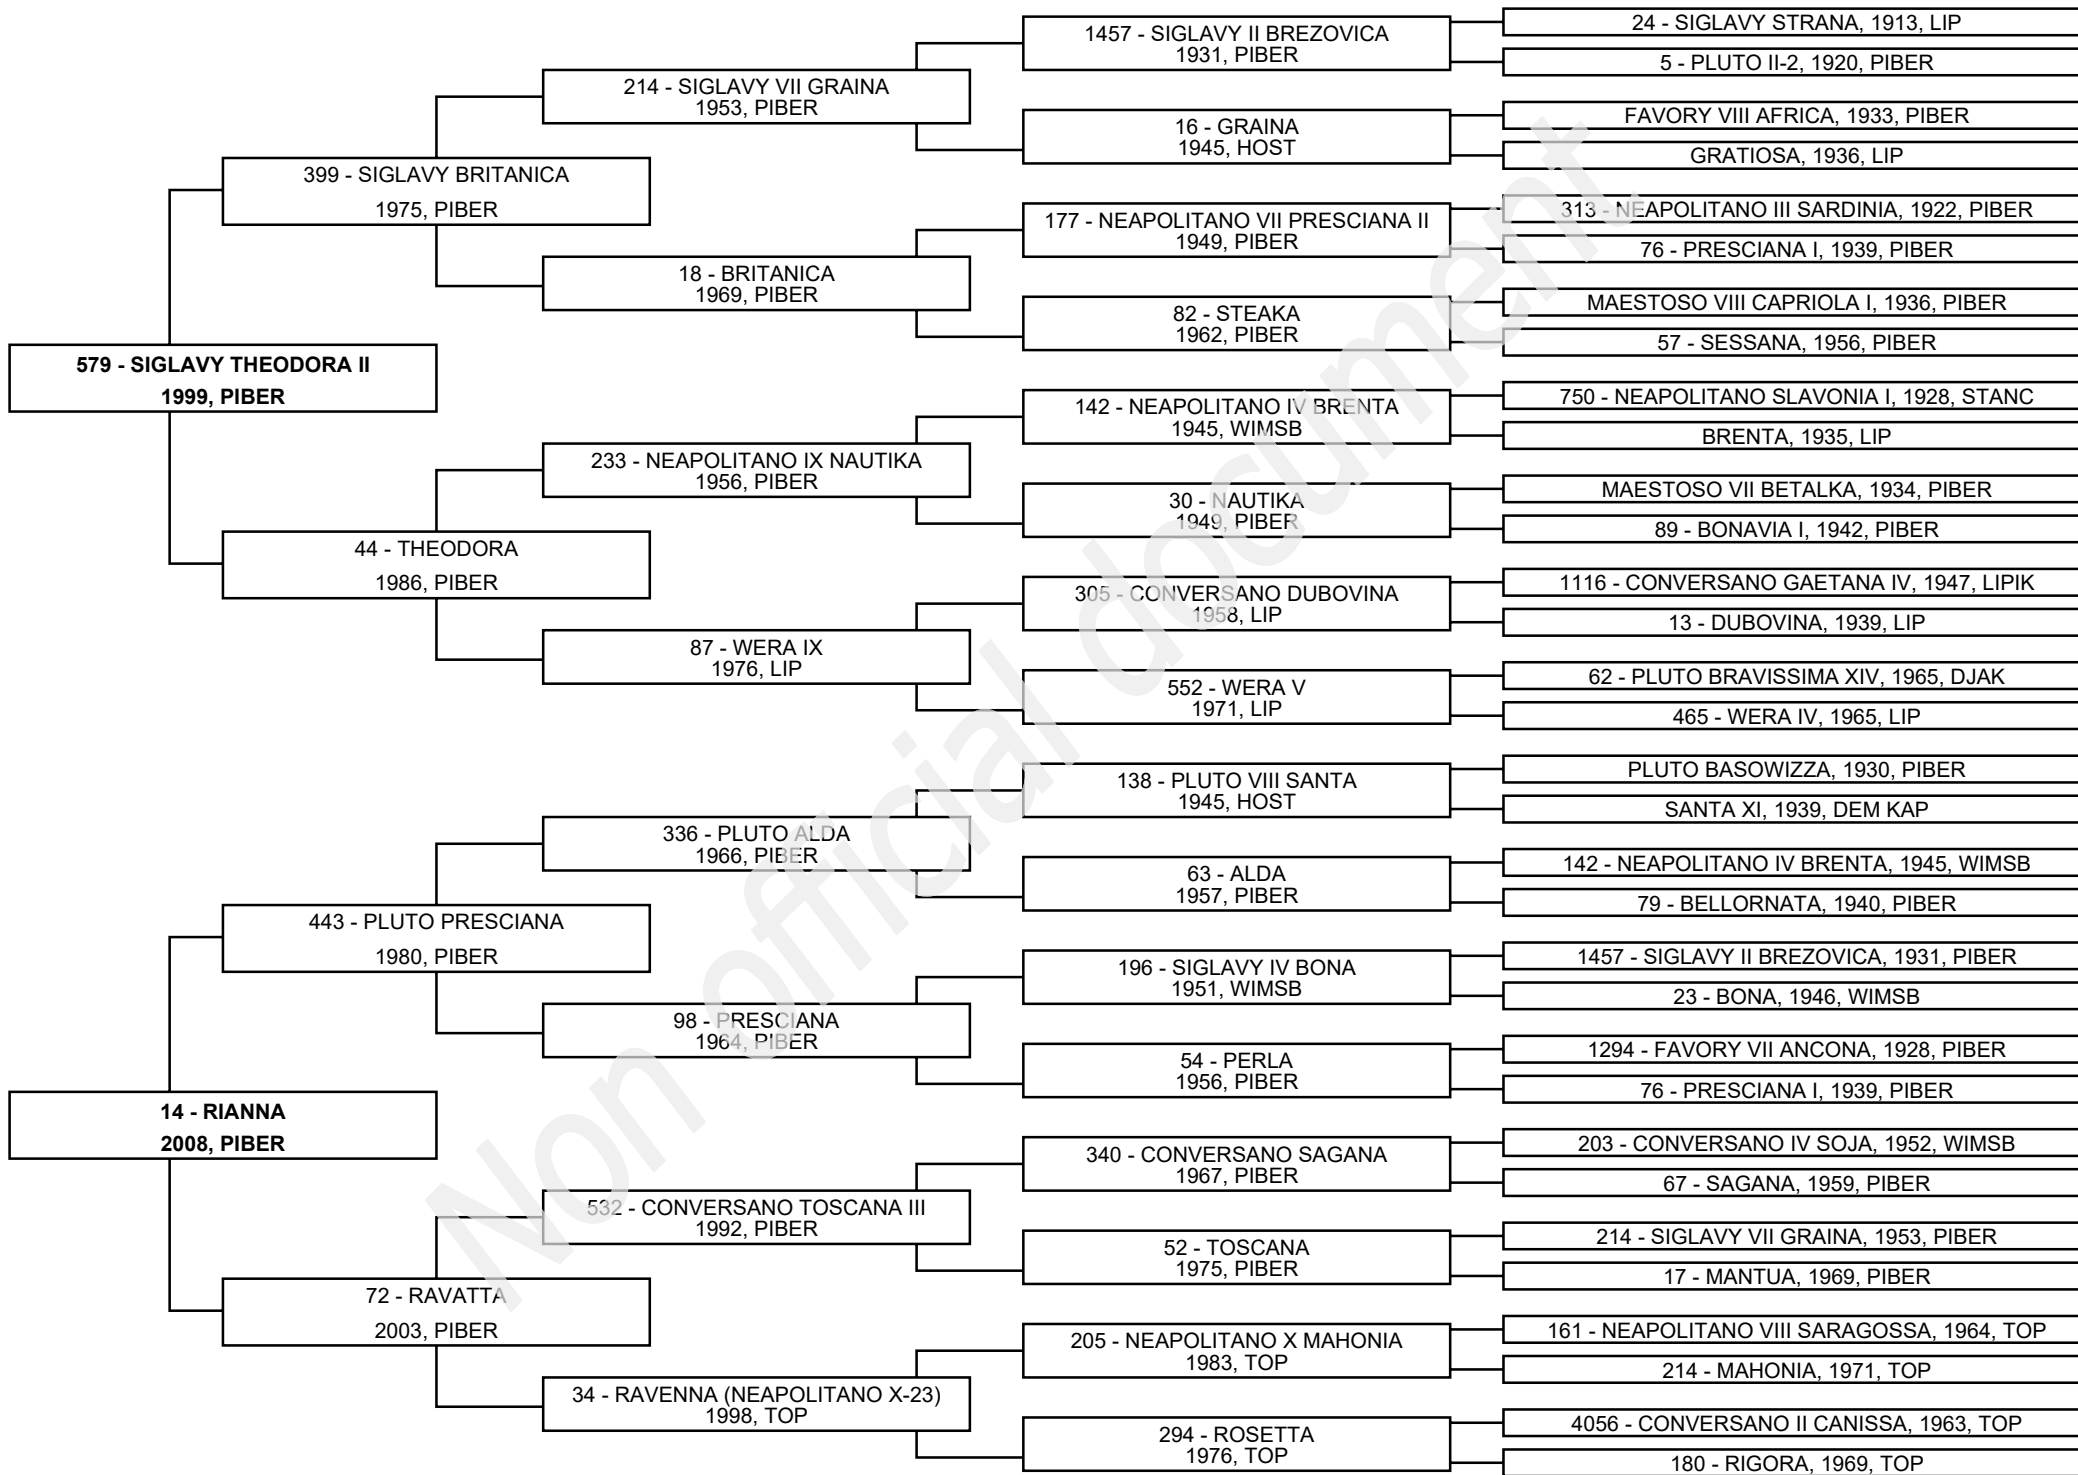 579 - SIGLAVY THEODORA II
1999, PIBER
14 - RIANNA
2008, PIBER
399 - SIGLAVY BRITANICA
1975, PIBER
44 - THEODORA
1986, PIBER
443 - PLUTO PRESCIANA
1980, PIBER
72 - RAVATTA
2003, PIBER
214 - SIGLAVY VII GRAINA
1953, PIBER
18 - BRITANICA
1969, PIBER
233 - NEAPOLITANO IX NAUTIKA
1956, PIBER
87 - WERA IX
1976, LIP
336 - PLUTO ALDA
1966, PIBER
98 - PRESCIANA
1964, PIBER
532 - CONVERSANO TOSCANA III
1992, PIBER
34 - RAVENNA (NEAPOLITANO X-23)
1998, TOP
1457 - SIGLAVY II BREZOVICA
1931, PIBER
16 - GRAINA
1945, HOST
177 - NEAPOLITANO VII PRESCIANA II
1949, PIBER
82 - STEAKA
1962, PIBER
142 - NEAPOLITANO IV BRENTA
1945, WIMSB
30 - NAUTIKA
1949, PIBER
305 - CONVERSANO DUBOVINA
1958, LIP
552 - WERA V
1971, LIP
138 - PLUTO VIII SANTA
1945, HOST
63 - ALDA
1957, PIBER
196 - SIGLAVY IV BONA
1951, WIMSB
54 - PERLA
1956, PIBER
340 - CONVERSANO SAGANA
1967, PIBER
52 - TOSCANA
1975, PIBER
205 - NEAPOLITANO X MAHONIA
1983, TOP
294 - ROSETTA
1976, TOP
24 - SIGLAVY STRANA, 1913, LIP
5 - PLUTO II-2, 1920, PIBER
FAVORY VIII AFRICA, 1933, PIBER
GRATIOSA, 1936, LIP
313 - NEAPOLITANO III SARDINIA, 1922, PIBER
76 - PRESCIANA I, 1939, PIBER
MAESTOSO VIII CAPRIOLA I, 1936, PIBER
57 - SESSANA, 1956, PIBER
750 - NEAPOLITANO SLAVONIA I, 1928, STANC
BRENTA, 1935, LIP
MAESTOSO VII BETALKA, 1934, PIBER
89 - BONAVIA I, 1942, PIBER
1116 - CONVERSANO GAETANA IV, 1947, LIPIK
13 - DUBOVINA, 1939, LIP
62 - PLUTO BRAVISSIMA XIV, 1965, DJAK
465 - WERA IV, 1965, LIP
PLUTO BASOWIZZA, 1930, PIBER
SANTA XI, 1939, DEM KAP
142 - NEAPOLITANO IV BRENTA, 1945, WIMSB
79 - BELLORNATA, 1940, PIBER
1457 - SIGLAVY II BREZOVICA, 1931, PIBER
23 - BONA, 1946, WIMSB
1294 - FAVORY VII ANCONA, 1928, PIBER
76 - PRESCIANA I, 1939, PIBER
203 - CONVERSANO IV SOJA, 1952, WIMSB
67 - SAGANA, 1959, PIBER
214 - SIGLAVY VII GRAINA, 1953, PIBER
17 - MANTUA, 1969, PIBER
161 - NEAPOLITANO VIII SARAGOSSA, 1964, TOP
214 - MAHONIA, 1971, TOP
4056 - CONVERSANO II CANISSA, 1963, TOP
180 - RIGORA, 1969, TOP
Non official document